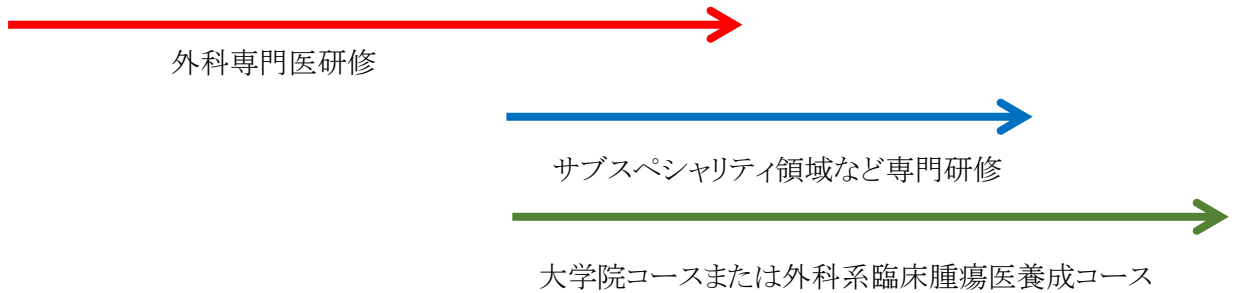 外科専門医研修
サブスペシャリティ領域など専門研修
大学院コースまたは外科系臨床腫瘍医養成コース